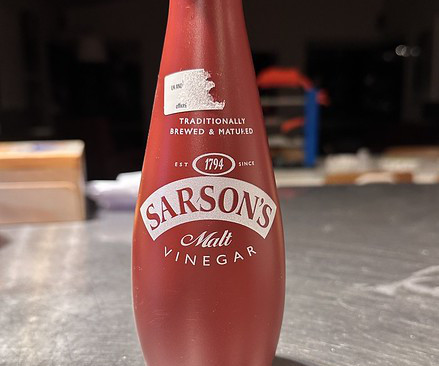 TRADITIONALLY
BREWED & MATURED
EST 1794 SINCE
SARSON'S
Malt
VINEGAR